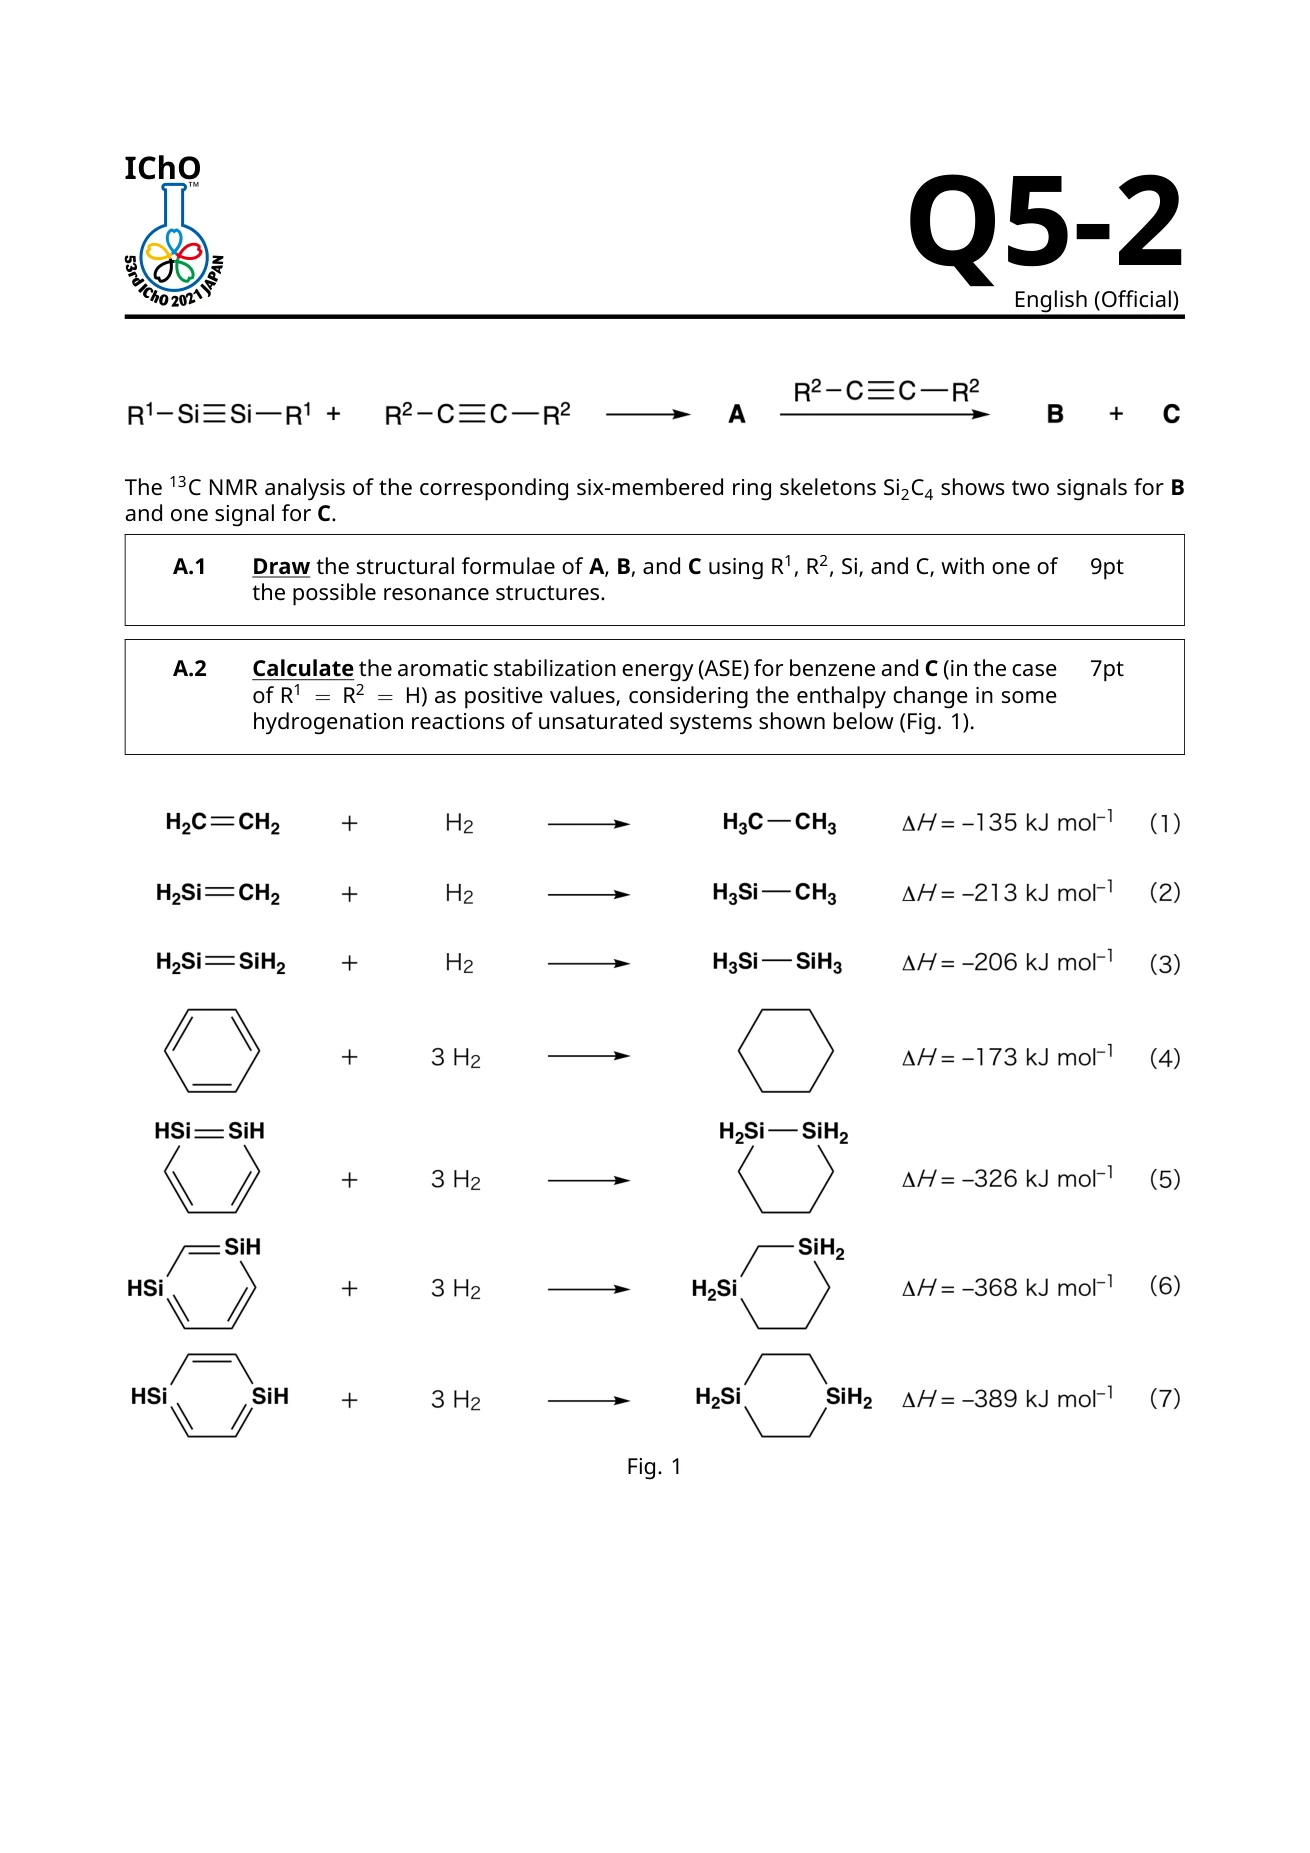 IChO
TM
53rd IChO 2021 JAPAN
Q5-2
English (Official)
R¹–Si≡Si–R¹ + R²–C≡C–R² → A R²–C≡C–R² → B + C
The ¹³C NMR analysis of the corresponding six-membered ring skeletons Si₂C₄ shows two signals for B
and one signal for C.
A.1 Draw the structural formulae of A, B, and C using R¹, R², Si, and C, with one of 9pt
the possible resonance structures.
A.2 Calculate the aromatic stabilization energy (ASE) for benzene and C (in the case 7pt
of R¹ = R² = H) as positive values, considering the enthalpy change in some
hydrogenation reactions of unsaturated systems shown below (Fig. 1).
H₂C=CH₂ + H₂ → H₃C–CH₃ ΔH = –135 kJ mol⁻¹ (1)
H₂Si=CH₂ + H₂ → H₃Si–CH₃ ΔH = –213 kJ mol⁻¹ (2)
H₂Si=SiH₂ + H₂ → H₃Si–SiH₃ ΔH = –206 kJ mol⁻¹ (3)
+ 3 H₂ → ΔH = –173 kJ mol⁻¹ (4)
HSi=SiH + 3 H₂ → H₂Si–SiH₂ ΔH = –326 kJ mol⁻¹ (5)
SiH HSi + 3 H₂ → SiH₂ H₂Si ΔH = –368 kJ mol⁻¹ (6)
HSi SiH + 3 H₂ → H₂Si SiH₂ ΔH = –389 kJ mol⁻¹ (7)
Fig. 1